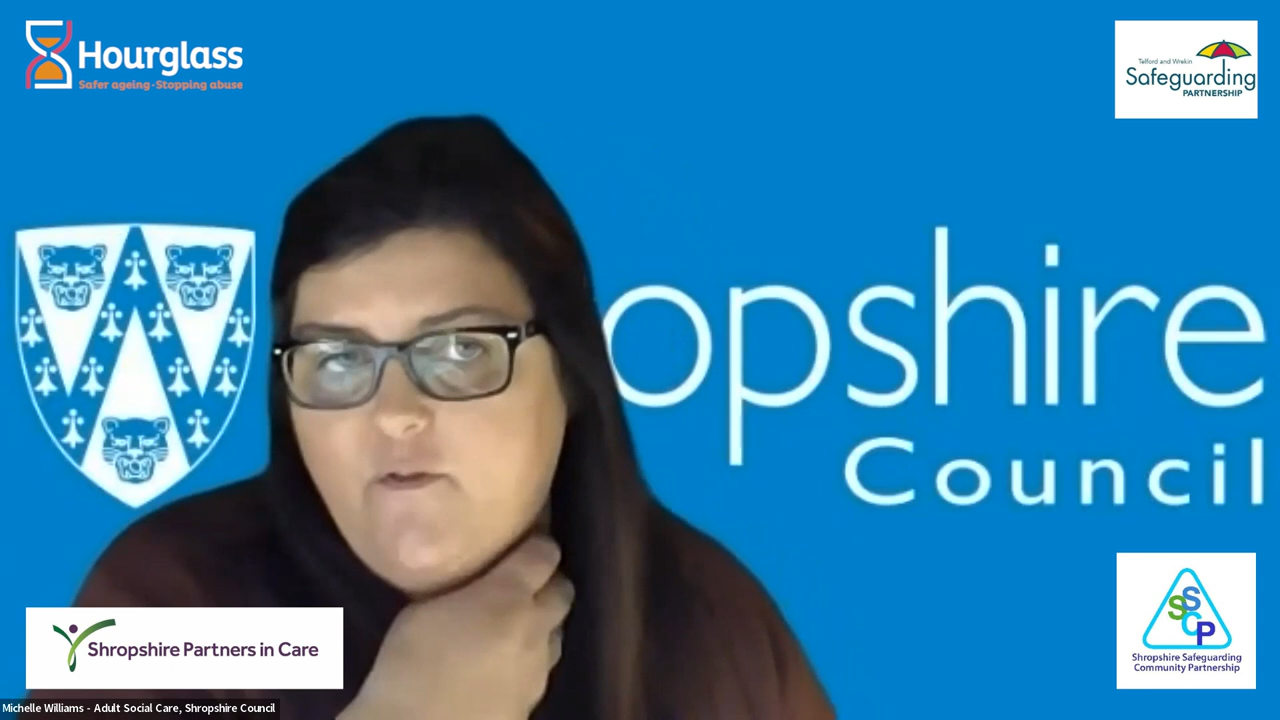 Hourglass
Safer ageing · Stopping abuse
Telford and Wrekin
Safeguarding
PARTNERSHIP
opshire
Council
Shropshire Partners in Care
SSCP
Shropshire Safeguarding
Community Partnership
Michelle Williams - Adult Social Care, Shropshire Council